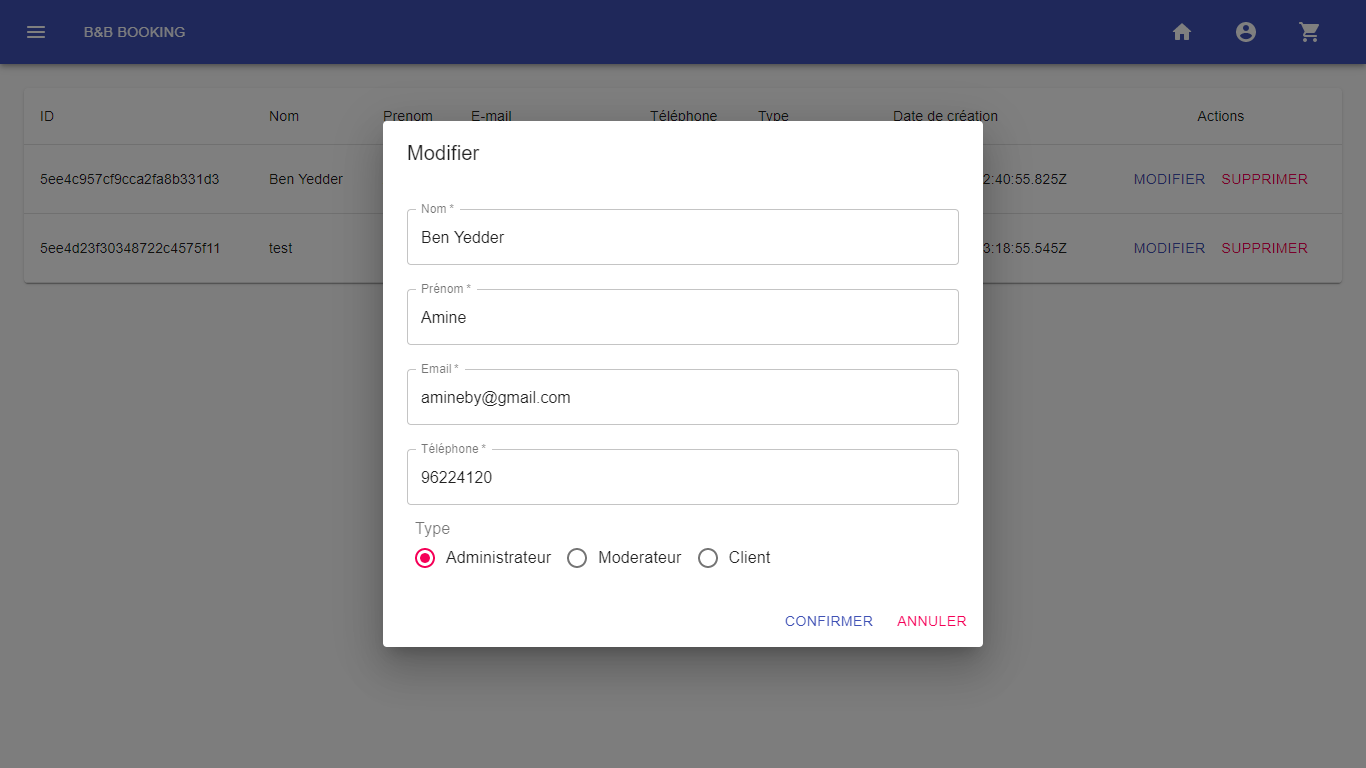 B&B BOOKING
ID Nom Prenom E-mail Téléphone Type Date de création Actions
5ee4c957cf9cca2fa8b331d3 Ben Yedder 2:40:55.825Z MODIFIER SUPPRIMER
5ee4d23f30348722c4575f11 test 3:18:55.545Z MODIFIER SUPPRIMER
Modifier
Nom *
Ben Yedder
Prénom *
Amine
Email *
amineby@gmail.com
Téléphone *
96224120
Type
Administrateur Moderateur Client
CONFIRMER ANNULER